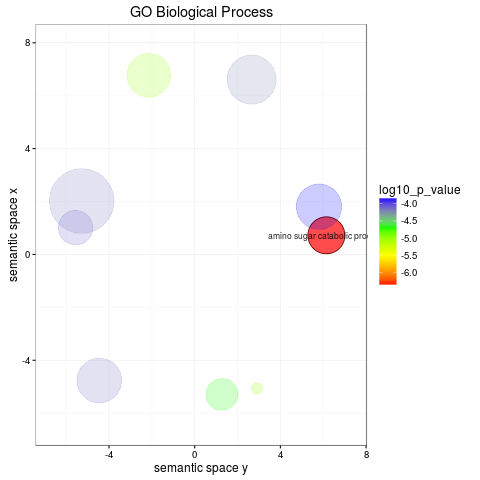 GO Biological Process
semantic space x
8
4
0
-4
amino sugar catabolic pro
-4
0
4
8
semantic space y
log10_p_value
-4.0
-4.5
-5.0
-5.5
-6.0